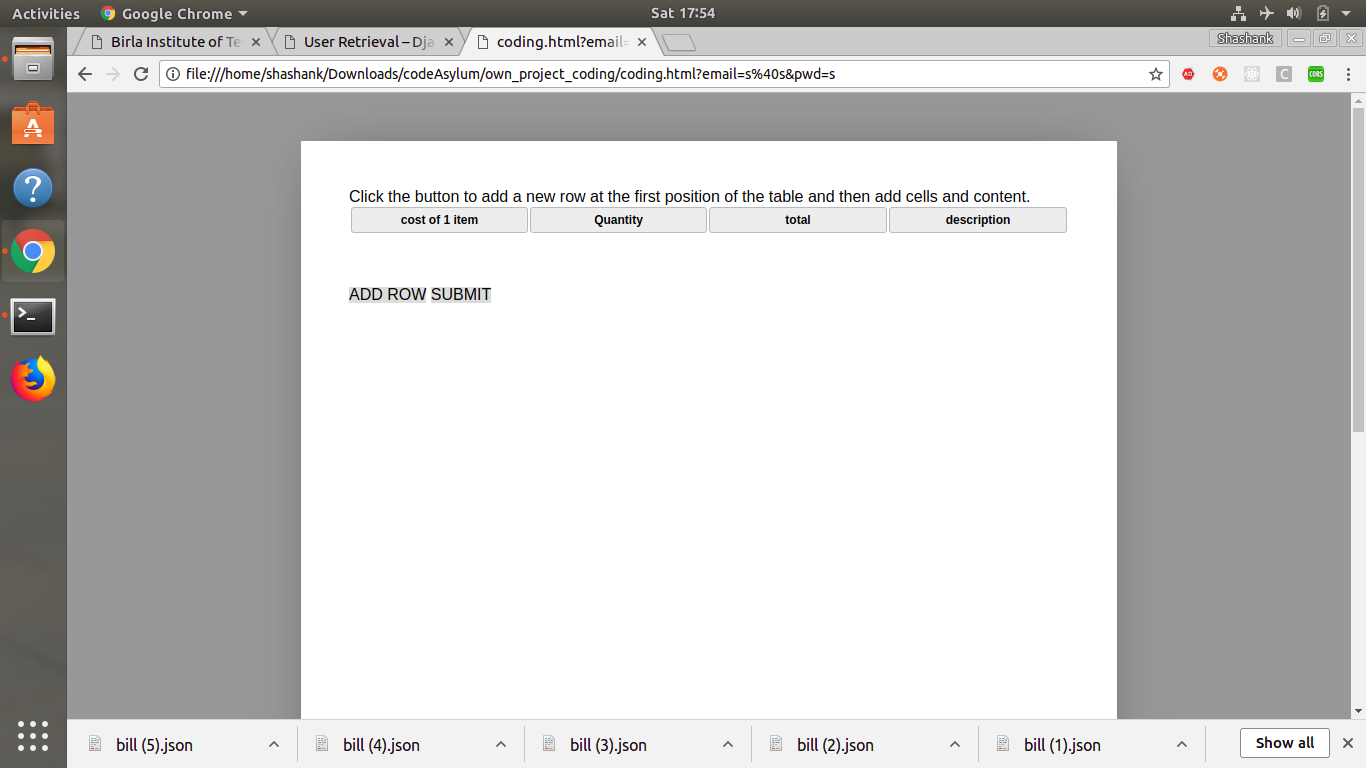 Activities Google Chrome Sat 17:54
Birla Institute of Te User Retrieval – Dja coding.html?email= Shashank
file:///home/shashank/Downloads/codeAsylum/own_project_coding/coding.html?email=s%40s&pwd=s
AD C CORS
Click the button to add a new row at the first position of the table and then add cells and content.
cost of 1 item Quantity total description
ADD ROW SUBMIT
bill (5).json bill (4).json bill (3).json bill (2).json bill (1).json Show all